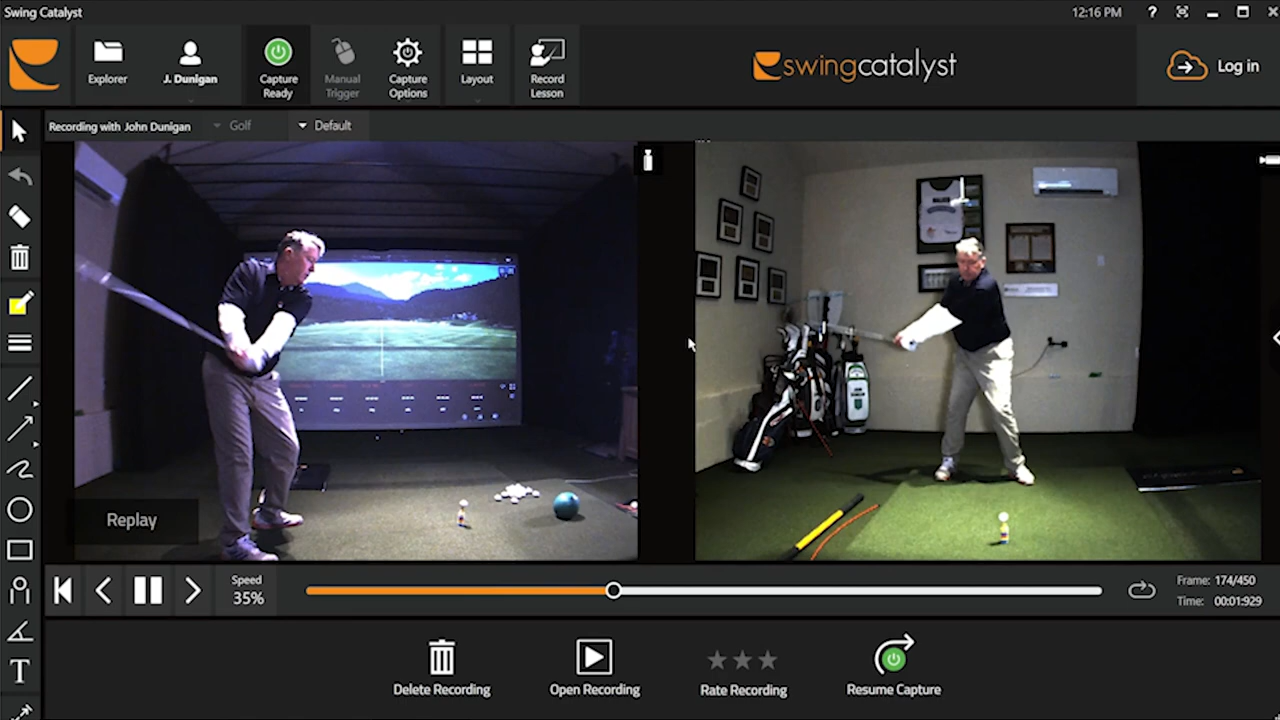 Swing Catalyst
12:16 PM
?
Explorer
J. Dunigan
Capture
Ready
Manual
Trigger
Capture
Options
Layout
Record
Lesson
swingcatalyst
Log in
Recording with John Dunigan
Golf
Default
Replay
Speed
35%
Frame: 174/450
Time: 00:01:929
T
Delete Recording
Open Recording
Rate Recording
Resume Capture